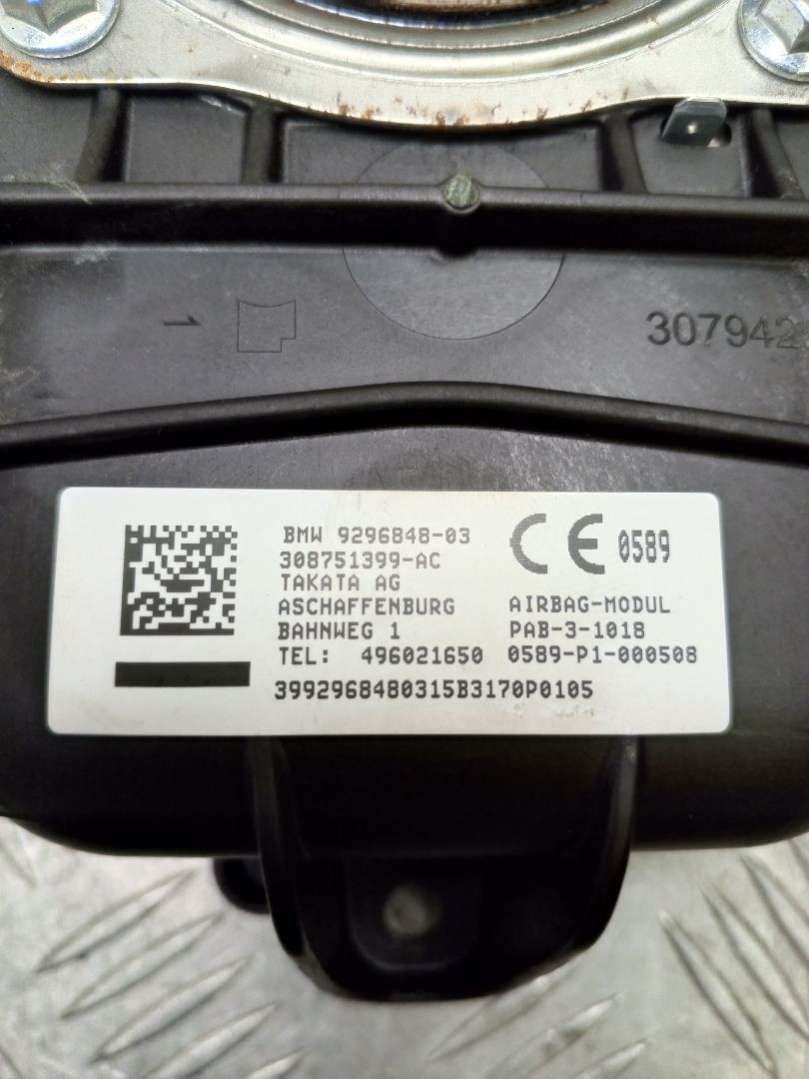 1
307942
BMW 9296848-03
308751399-AC
TAKATA AG
ASCHAFFENBURG
BAHNWEG 1
TEL: 496021650
CE 0589
AIRBAG-MODUL
PAB-3-1018
0589-P1-000508
3992968480315B3170P0105